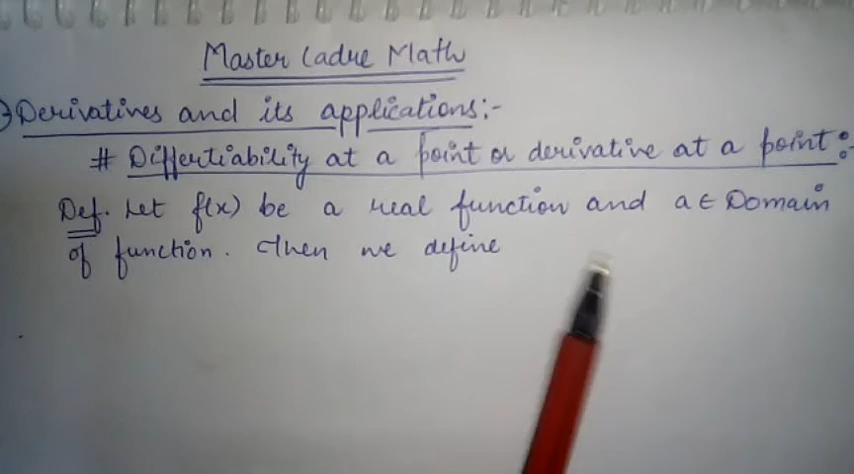 Master Cadre Math
Derivatives and its applications:-
# Differtiability at a point or derivative at a point:-
Def. Let f(x) be a real function and a ∈ Domain
of function. Then we define